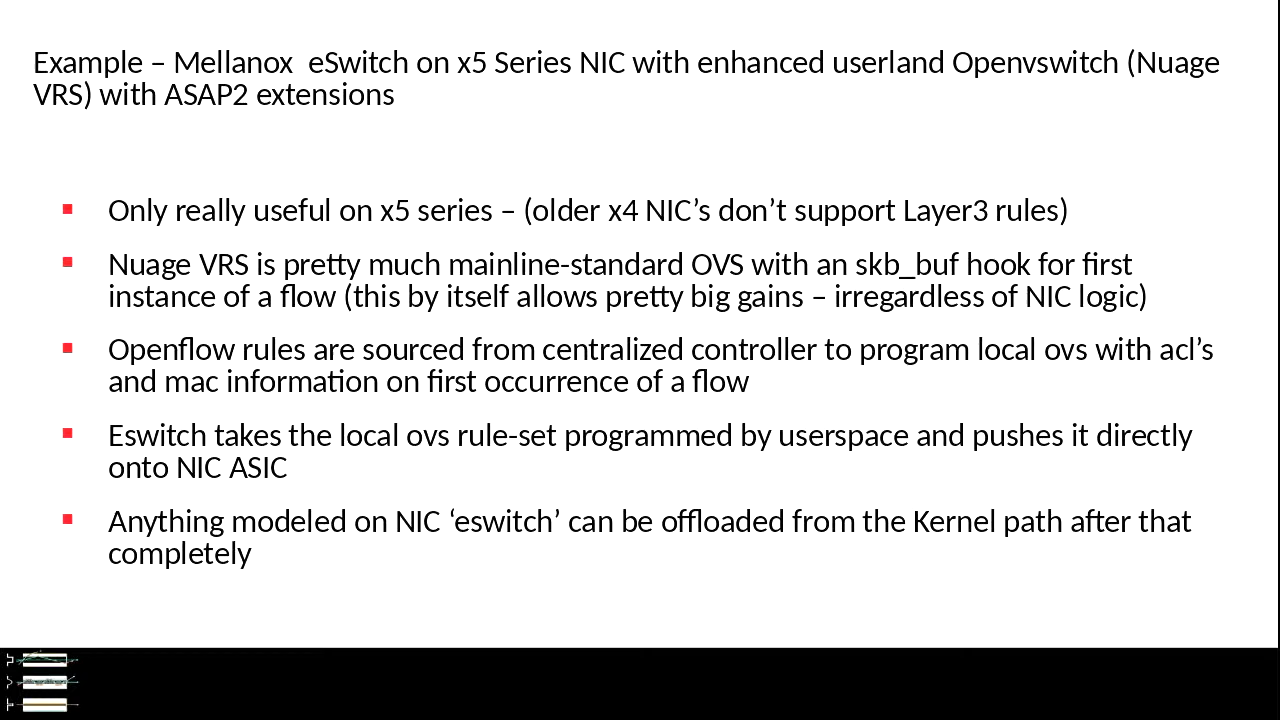 Example – Mellanox  eSwitch on x5 Series NIC with enhanced userland Openvswitch (Nuage
VRS) with ASAP2 extensions
Only really useful on x5 series – (older x4 NIC’s don’t support Layer3 rules)
Nuage VRS is pretty much mainline-standard OVS with an skb_buf hook for first
instance of a flow (this by itself allows pretty big gains – irregardless of NIC logic)
Openflow rules are sourced from centralized controller to program local ovs with acl’s
and mac information on first occurrence of a flow
Eswitch takes the local ovs rule-set programmed by userspace and pushes it directly
onto NIC ASIC
Anything modeled on NIC ‘eswitch’ can be offloaded from the Kernel path after that
completely